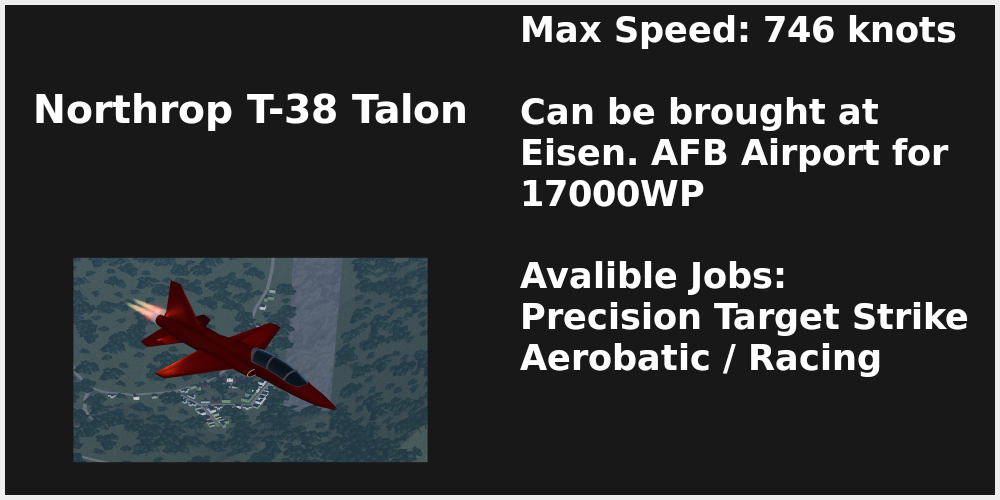 Northrop T-38 Talon
Max Speed: 746 knots
Can be brought at
Eisen. AFB Airport for
17000WP
Avalible Jobs:
Precision Target Strike
Aerobatic / Racing